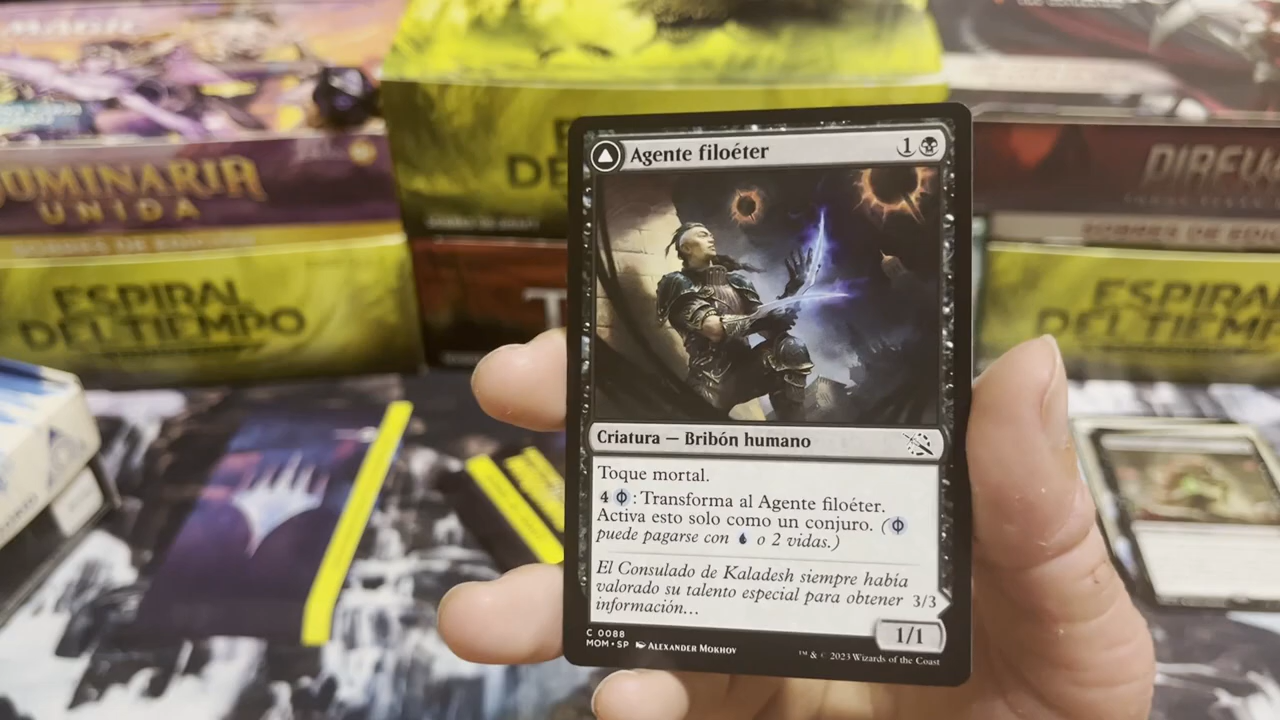 MAGIC
DOMINARIA
UNIDA
ESPIRAL
DEL TIEMPO
ESPIRAL
DEL TIEMPO
Agente filoéter
1
Criatura — Bribón humano
Toque mortal.
4 : Transforma al Agente filoéter.
Activa esto solo como un conjuro. (
puede pagarse con o 2 vidas.)
El Consulado de Kaladesh siempre había
valorado su talento especial para obtener 3/3
información…
1/1
C 0088
MOM • SP ALEXANDER MOKHOV
™ & © 2023 Wizards of the Coast